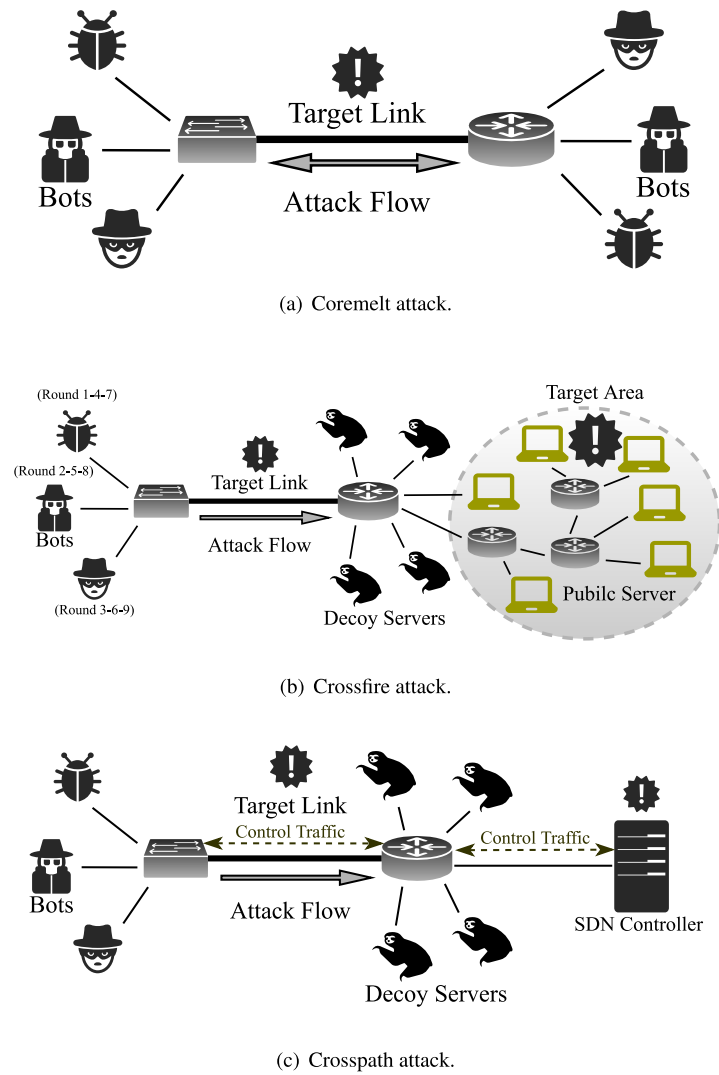 Target Link
Bots
Attack Flow
Bots
(a) Coremelt attack.
(Round 1-4-7)
Target Area
(Round 2-5-8)
Target Link
Bots
Attack Flow
(Round 3-6-9)
Decoy Servers
Pubilc Server
(b) Crossfire attack.
Target Link
Control Traffic
Control Traffic
Bots
Attack Flow
SDN Controller
Decoy Servers
(c) Crosspath attack.